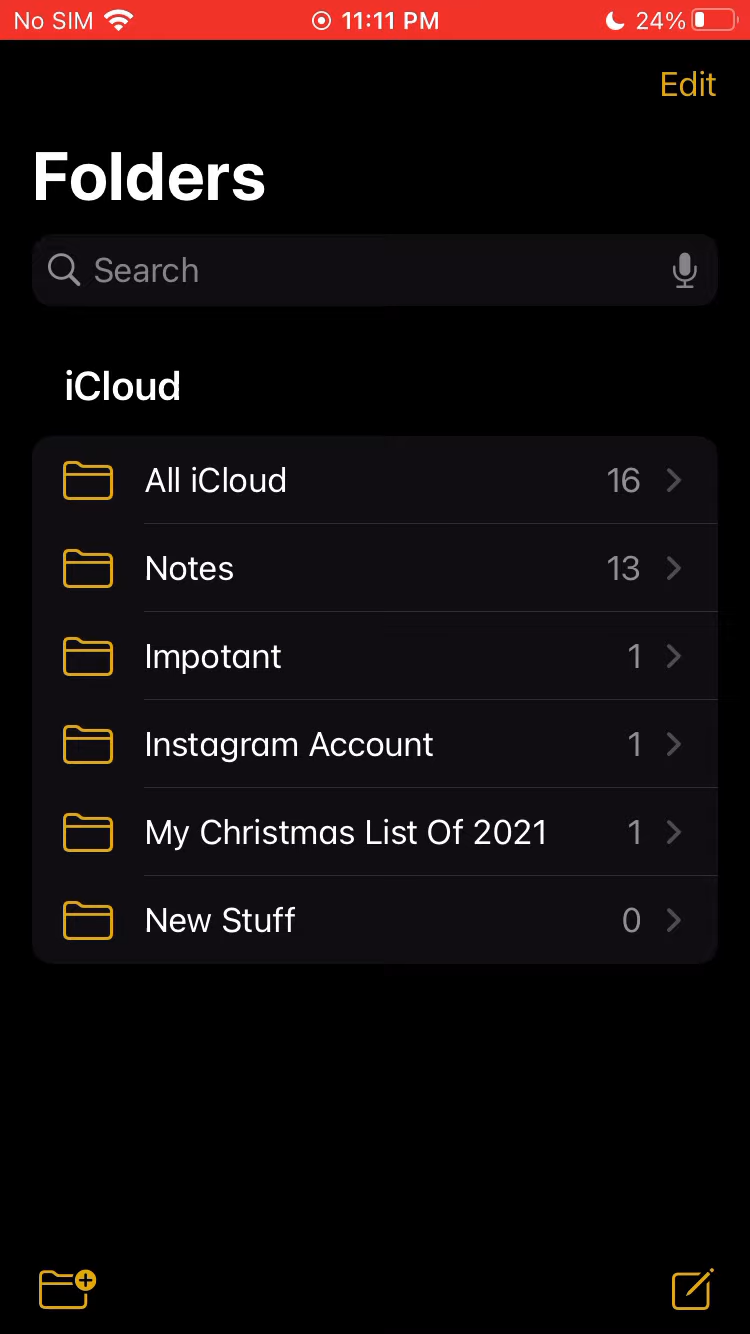 No SIM 11:11 PM 24%
Edit
Folders
Search
iCloud
All iCloud 16
Notes 13
Impotant 1
Instagram Account 1
My Christmas List Of 2021 1
New Stuff 0